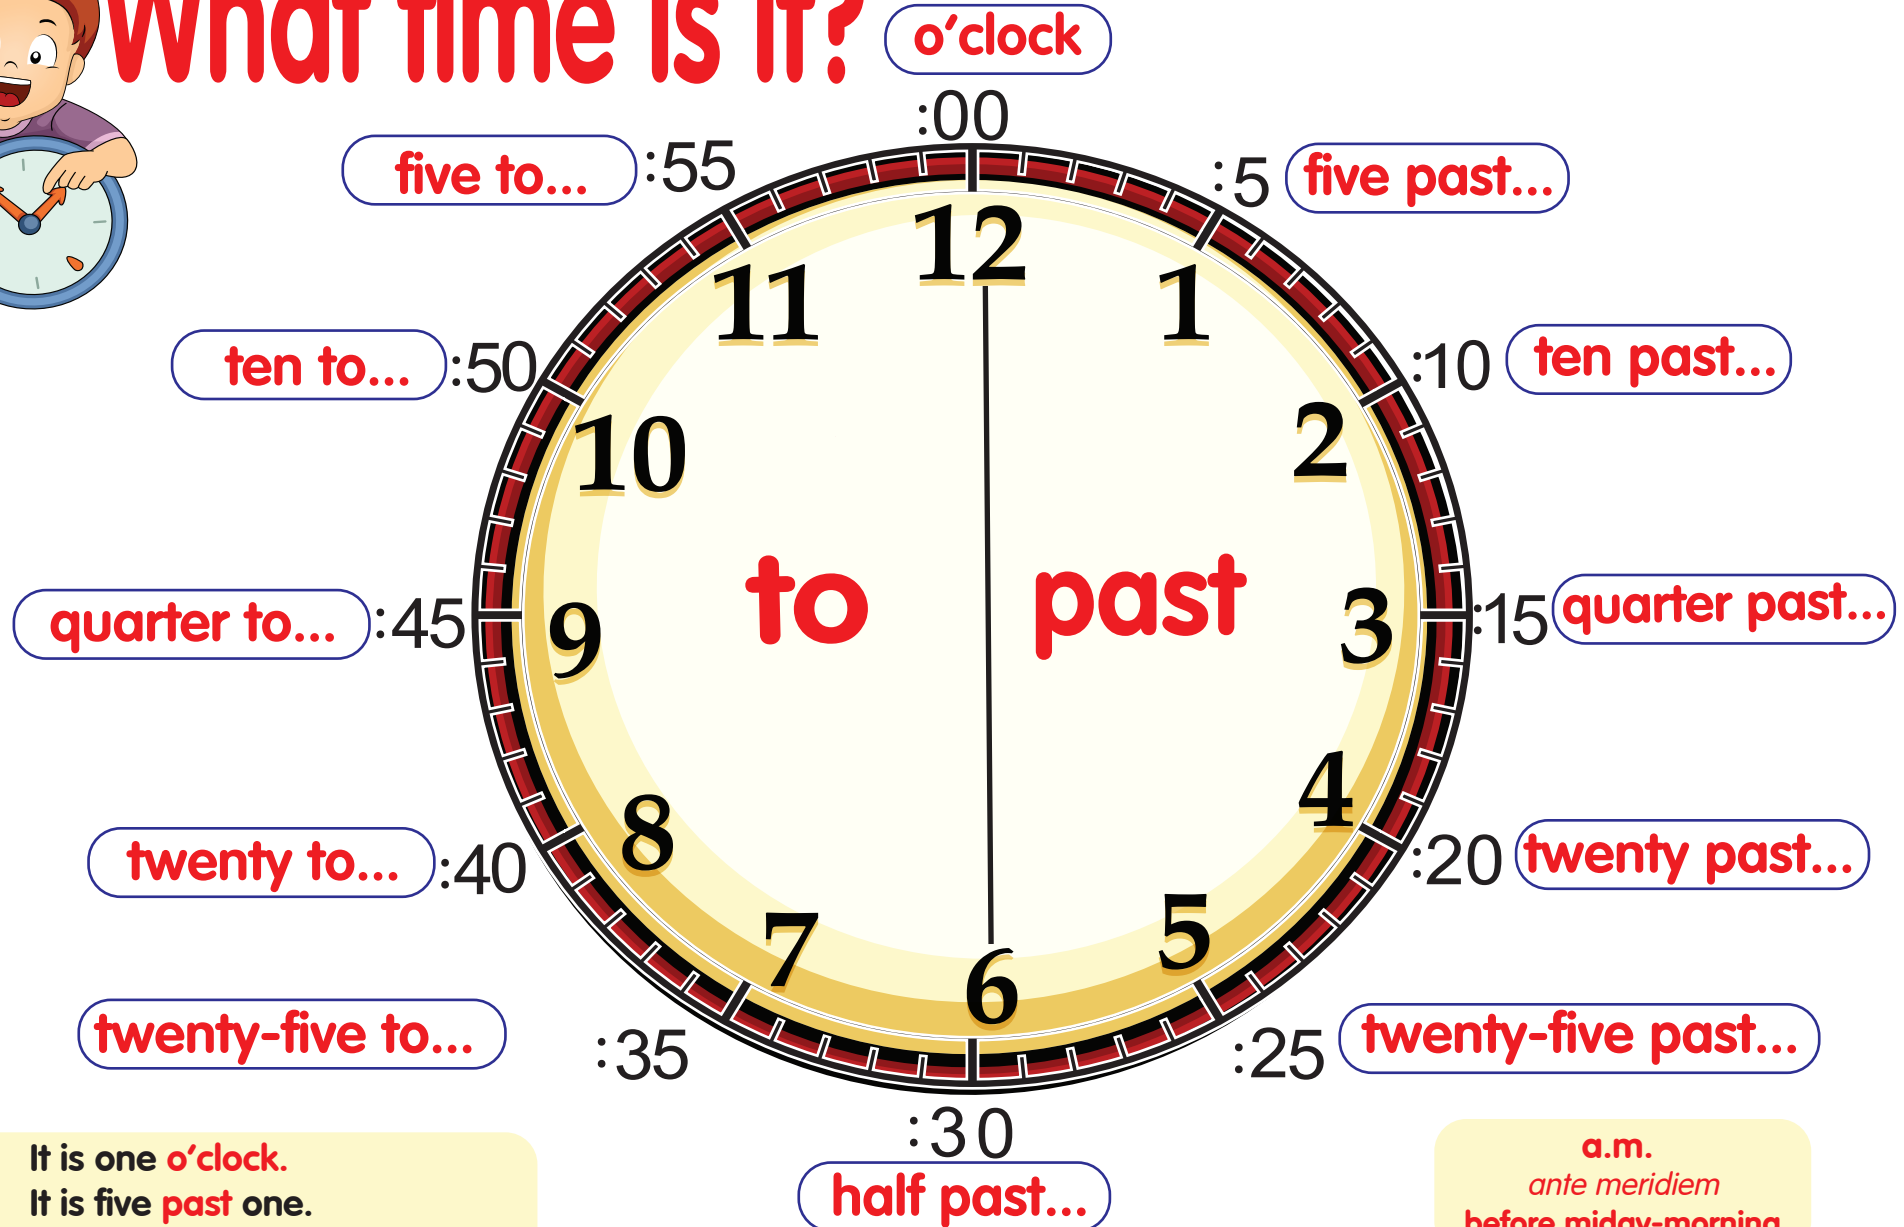 What time is it?
o'clock
:00
five to...
:55
:5
five past...
12
11
1
ten to...
:50
:10
ten past...
10
2
to
past
quarter to...
:45
9
3
:15
quarter past...
twenty to...
:40
8
4
:20
twenty past...
7
5
6
twenty-five to...
:35
:25
twenty-five past...
:30
half past...
It is one o'clock.
It is five past one.
a.m.
ante meridiem
before miday-morning